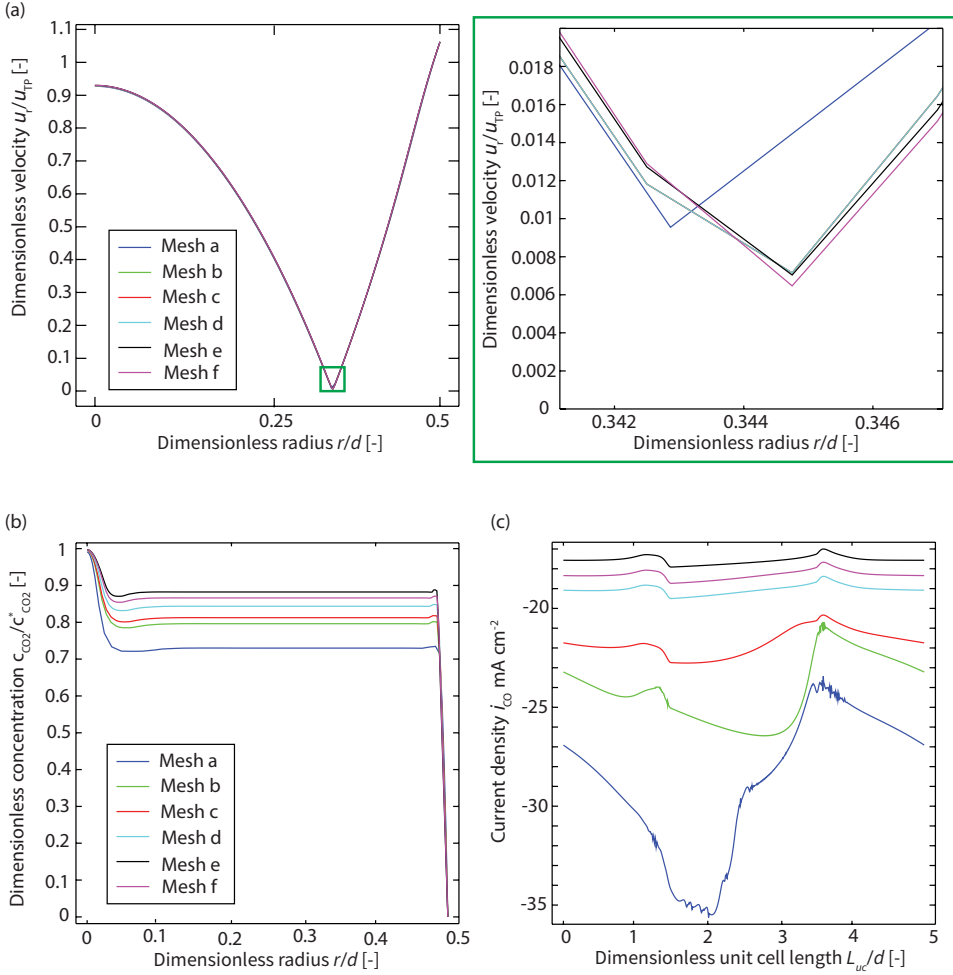 (a)
Dimensionless velocity u_r/u_TP [-]
1.1
1
0.9
0.8
0.7
0.6
0.5
0.4
0.3
0.2
0.1
0
Mesh a
Mesh b
Mesh c
Mesh d
Mesh e
Mesh f
0 0.25 0.5
Dimensionless radius r/d [-]
Dimensionless velocity u_r/u_TP [-]
0.018
0.016
0.014
0.012
0.01
0.008
0.006
0.004
0.002
0
0.342 0.344 0.346
Dimensionless radius r/d [-]
(b)
Dimensionless concentration c_CO2/c*_CO2 [-]
1
0.9
0.8
0.7
0.6
0.5
0.4
0.3
0.2
0.1
0
Mesh a
Mesh b
Mesh c
Mesh d
Mesh e
Mesh f
0 0.1 0.2 0.3 0.4 0.5
Dimensionless radius r/d [-]
(c)
Current density i_CO mA cm⁻²
-20
-25
-30
-35
0 1 2 3 4 5
Dimensionless unit cell length L_uc/d [-]